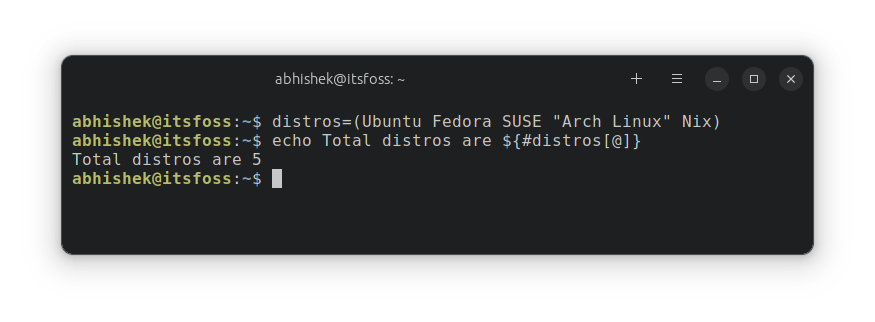 abhishek@itsfoss: ~
abhishek@itsfoss:~$ distros=(Ubuntu Fedora SUSE "Arch Linux" Nix)
abhishek@itsfoss:~$ echo Total distros are ${#distros[@]}
Total distros are 5
abhishek@itsfoss:~$